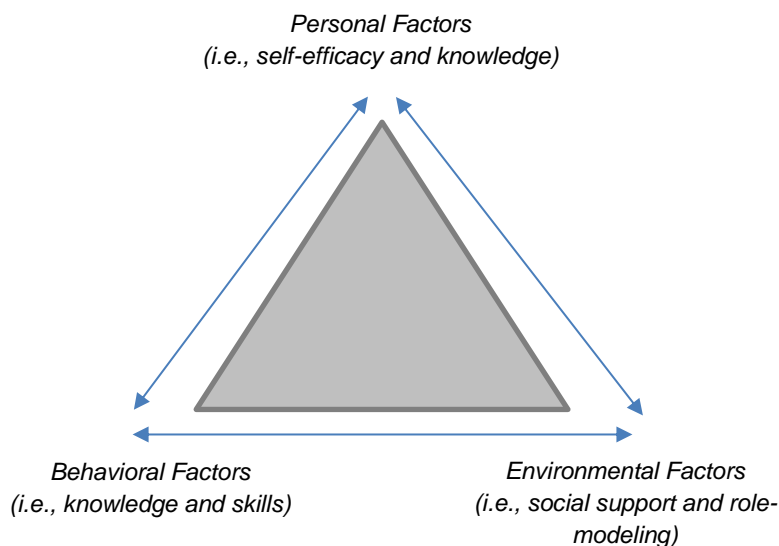 Personal Factors
(i.e., self-efficacy and knowledge)
Behavioral Factors
(i.e., knowledge and skills)
Environmental Factors
(i.e., social support and role-
modeling)